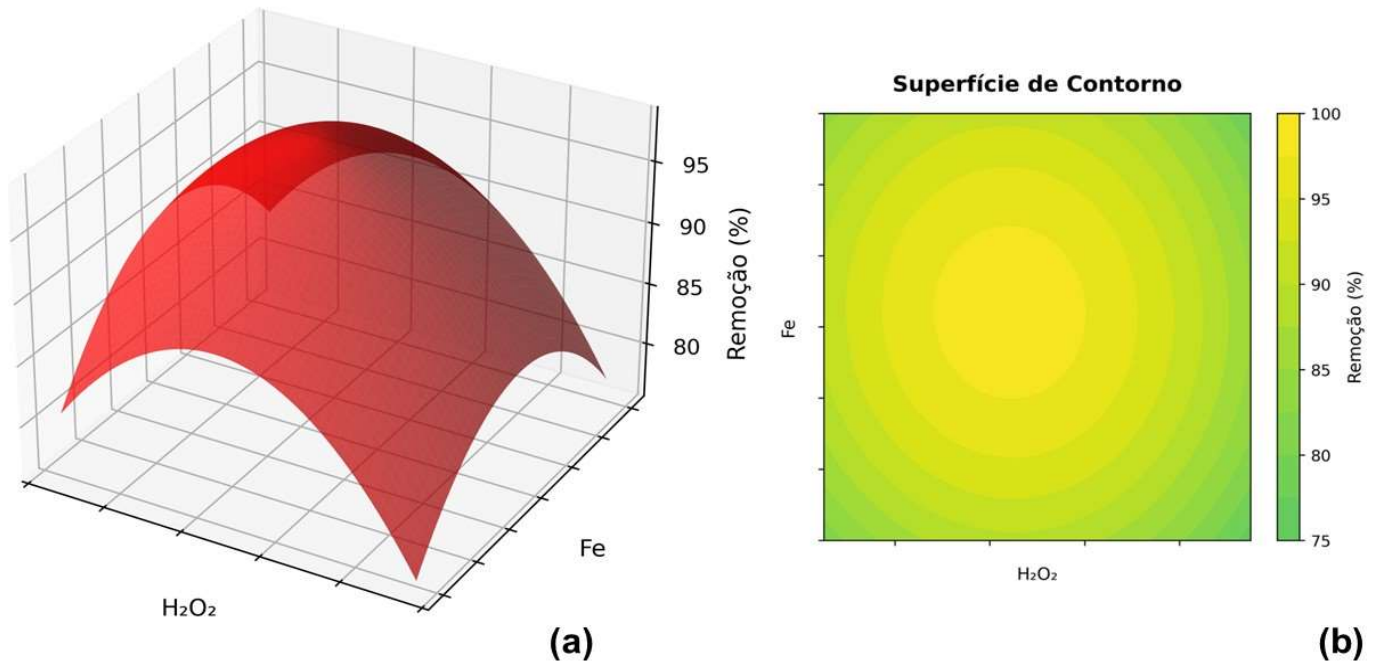 95
90
85
80
Remoção (%)
Fe
H₂O₂
(a)
Superfície de Contorno
Fe
H₂O₂
100
95
90
85
80
75
Remoção (%)
(b)